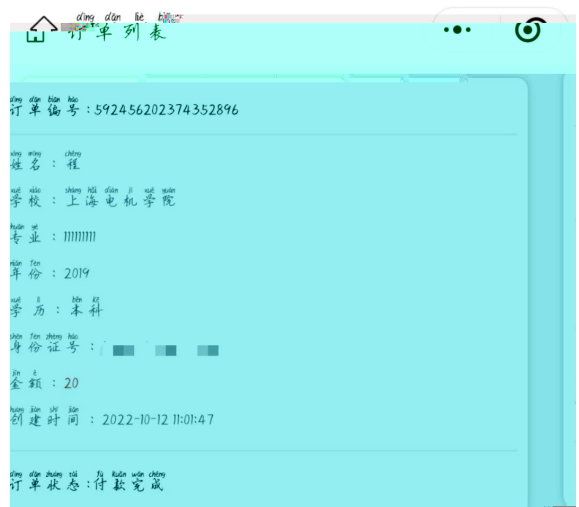 订单列表
订单编号:592456202374352896
姓名:程
学校:上海电机学院
专业:111111111
年份:2019
学历:本科
身份证号:
金额:20
创建时间:2022-10-12 11:01:47
订单状态:付款完成